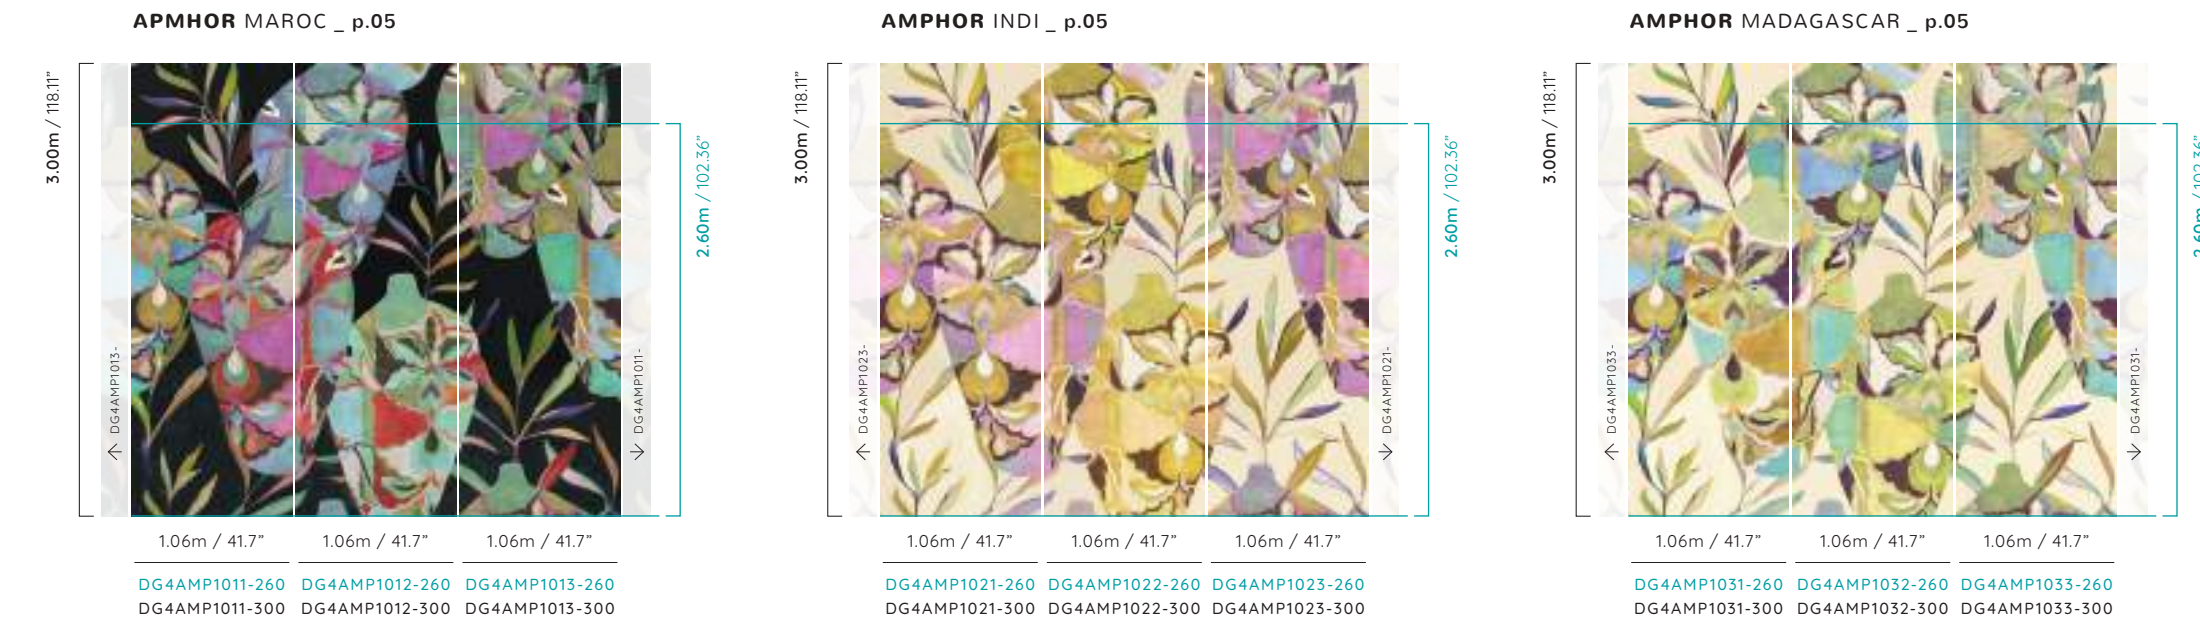 APMHOR MAROC _ p.05
3.00m / 118.11"
2.60m / 102.36"
← DG4AMP1013-
DG4AMP1011- →
1.06m / 41.7” 1.06m / 41.7” 1.06m / 41.7”
DG4AMP1011-260 DG4AMP1012-260 DG4AMP1013-260
DG4AMP1011-300 DG4AMP1012-300 DG4AMP1013-300
AMPHOR INDI _ p.05
3.00m / 118.11"
2.60m / 102.36"
← DG4AMP1023-
DG4AMP1021- →
1.06m / 41.7” 1.06m / 41.7” 1.06m / 41.7”
DG4AMP1021-260 DG4AMP1022-260 DG4AMP1023-260
DG4AMP1021-300 DG4AMP1022-300 DG4AMP1023-300
AMPHOR MADAGASCAR _ p.05
3.00m / 118.11"
2.60m / 102.36"
← DG4AMP1033-
DG4AMP1031- →
1.06m / 41.7” 1.06m / 41.7” 1.06m / 41.7”
DG4AMP1031-260 DG4AMP1032-260 DG4AMP1033-260
DG4AMP1031-300 DG4AMP1032-300 DG4AMP1033-300